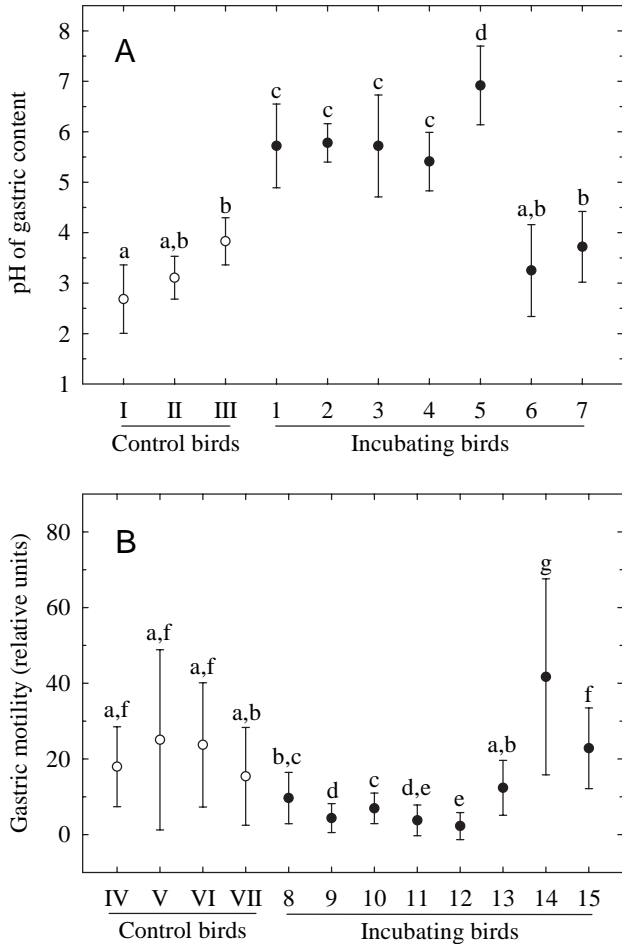 A
pH of gastric content
8
7
6
5
4
3
2
1
a
a,b
b
c
c
c
c
d
a,b
b
I II III 1 2 3 4 5 6 7
Control birds Incubating birds
B
Gastric motility (relative units)
80
60
40
20
0
a,f
a,f
a,f
a,b
b,c
d
c
d,e
e
a,b
g
f
IV V VI VII 8 9 10 11 12 13 14 15
Control birds Incubating birds